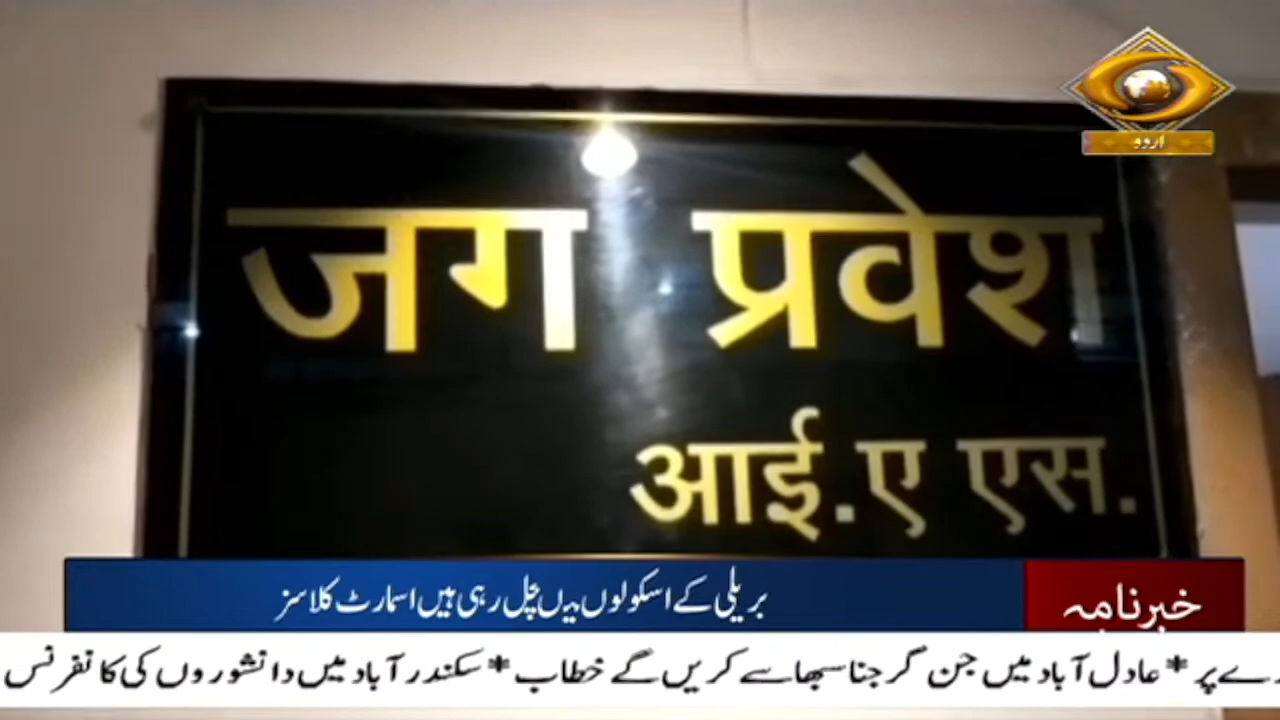 اردو
जग प्रवेश
आई.ए एस.
بریلی کے اسکولوں میں چل رہی ہیں اسمارٹ کلاسز
خبرنامہ
پر * عادل آباد میں جن گرجنا سبھا سے کریں گے خطاب * سکندر آباد میں دانشوروں کی کانفرنس